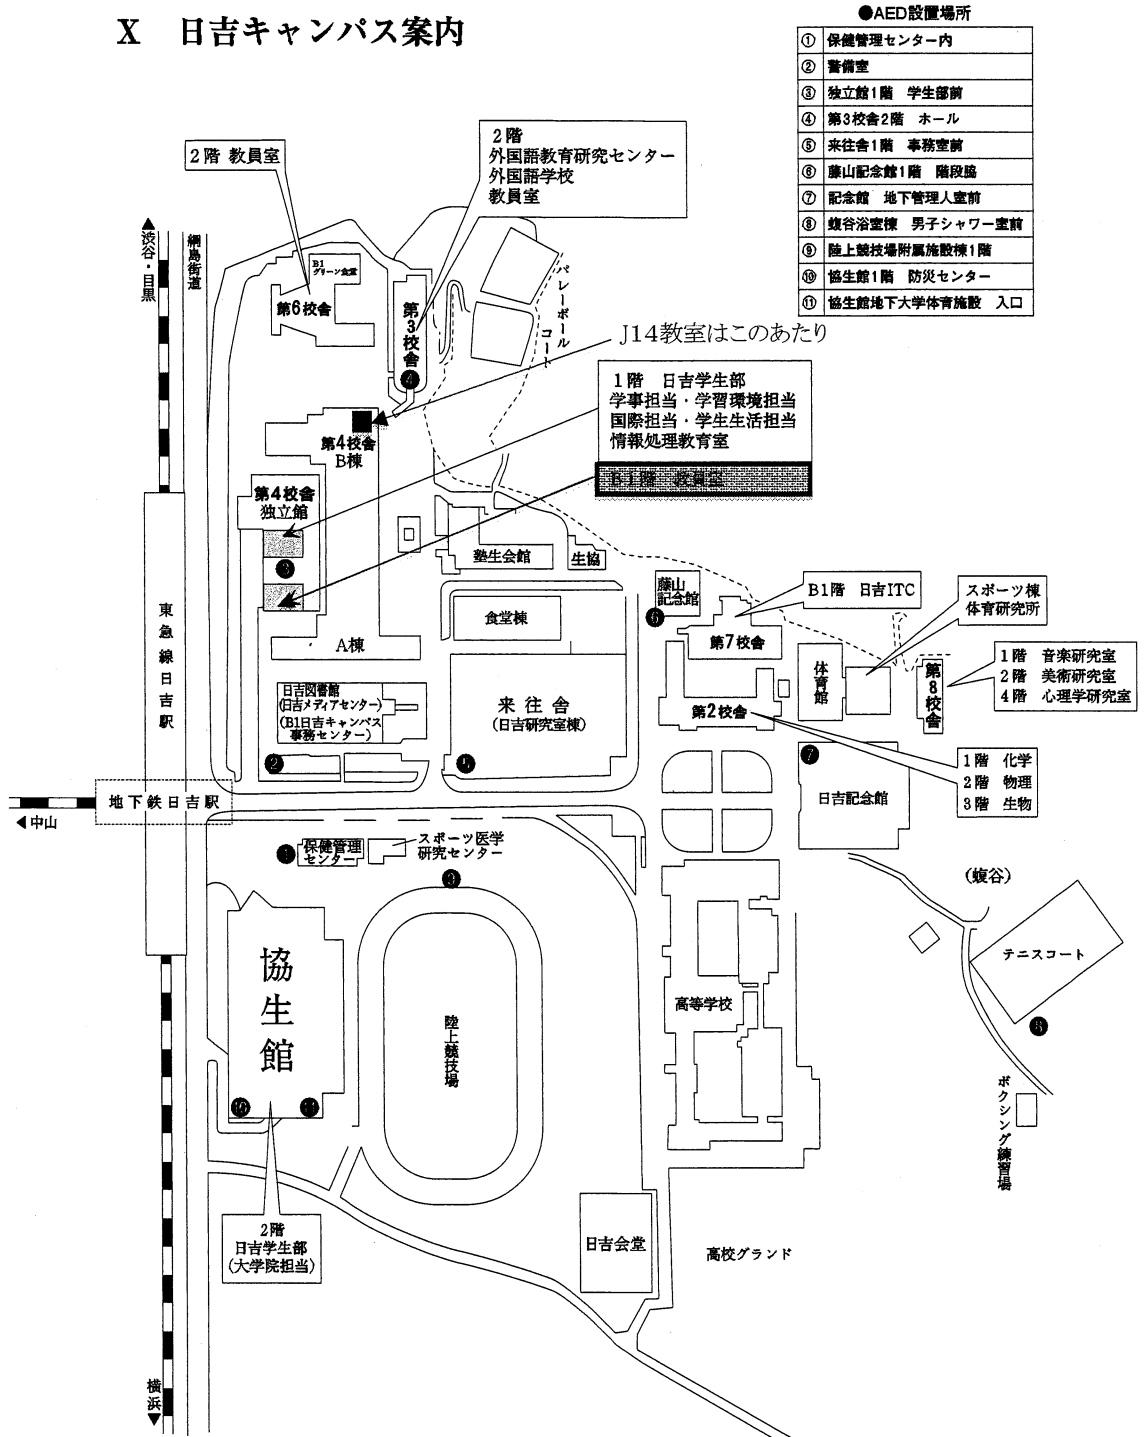 X 日吉キャンパス案内
●AED設置場所
① 保健管理センター内
② 警備室
③ 独立館1階 学生部前
④ 第3校舎2階 ホール
⑤ 来往舎1階 事務室前
⑥ 藤山記念館1階 階段脇
⑦ 記念館 地下管理人室前
⑧ 蝮谷浴室棟 男子シャワー室前
⑨ 陸上競技場附属施設棟1階
⑩ 協生館1階 防災センター
⑪ 協生館地下大学体育施設 入口
2階 教員室
2階
外国語教育研究センター
外国語学校
教員室
▲渋谷・目黒
綱島街道
B1
グリーン食堂
第6校舎
第3校舎
④
バレーボール
コート
J14教室はこのあたり
1階 日吉学生部
学事担当・学習環境担当
国際担当・学生生活担当
情報処理教育室
B1階 教員室
第4校舎
B棟
第4校舎
独立館
③
A棟
塾生会館
生協
食堂棟
藤山
記念館
⑥
B1階 日吉ITC
第7校舎
スポーツ棟
体育研究所
体育館
第8校舎
1階 音楽研究室
2階 美術研究室
4階 心理学研究室
東急線日吉駅
日吉図書館
(日吉メディアセンター)
(B1日吉キャンパス
事務センター)
来往舎
(日吉研究室棟)
第2校舎
②
⑤
⑦
1階 化学
2階 物理
3階 生物
日吉記念館
地下鉄日吉駅
◀中山
①
保健管理
センター
スポーツ医学
研究センター
⑨
(蝮谷)
テニスコート
⑧
協生館
陸上競技場
高等学校
⑩
⑪
ボクシング練習場
2階
日吉学生部
(大学院担当)
日吉会堂
高校グランド
横浜▼